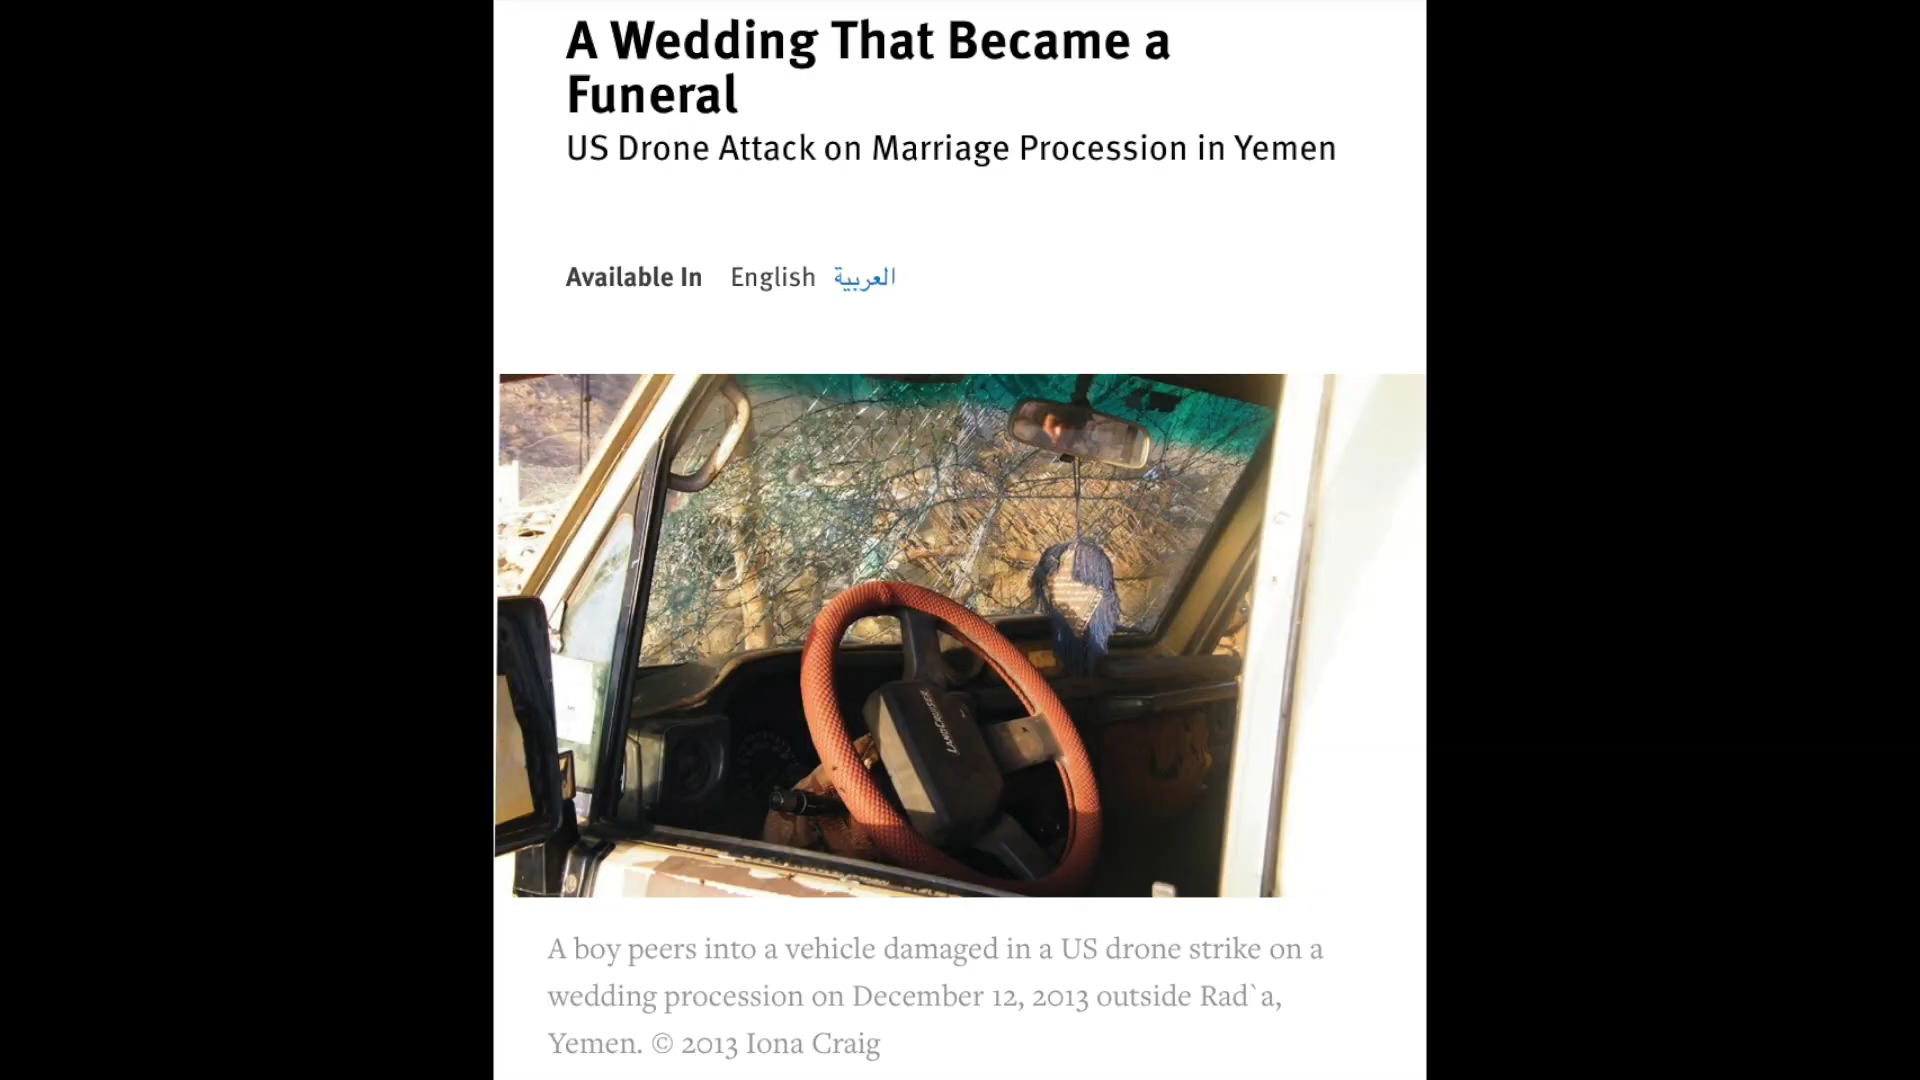 A Wedding That Became a
Funeral
US Drone Attack on Marriage Procession in Yemen
Available In English العربية
LANDCRUISER
A boy peers into a vehicle damaged in a US drone strike on a
wedding procession on December 12, 2013 outside Rad`a,
Yemen. © 2013 Iona Craig